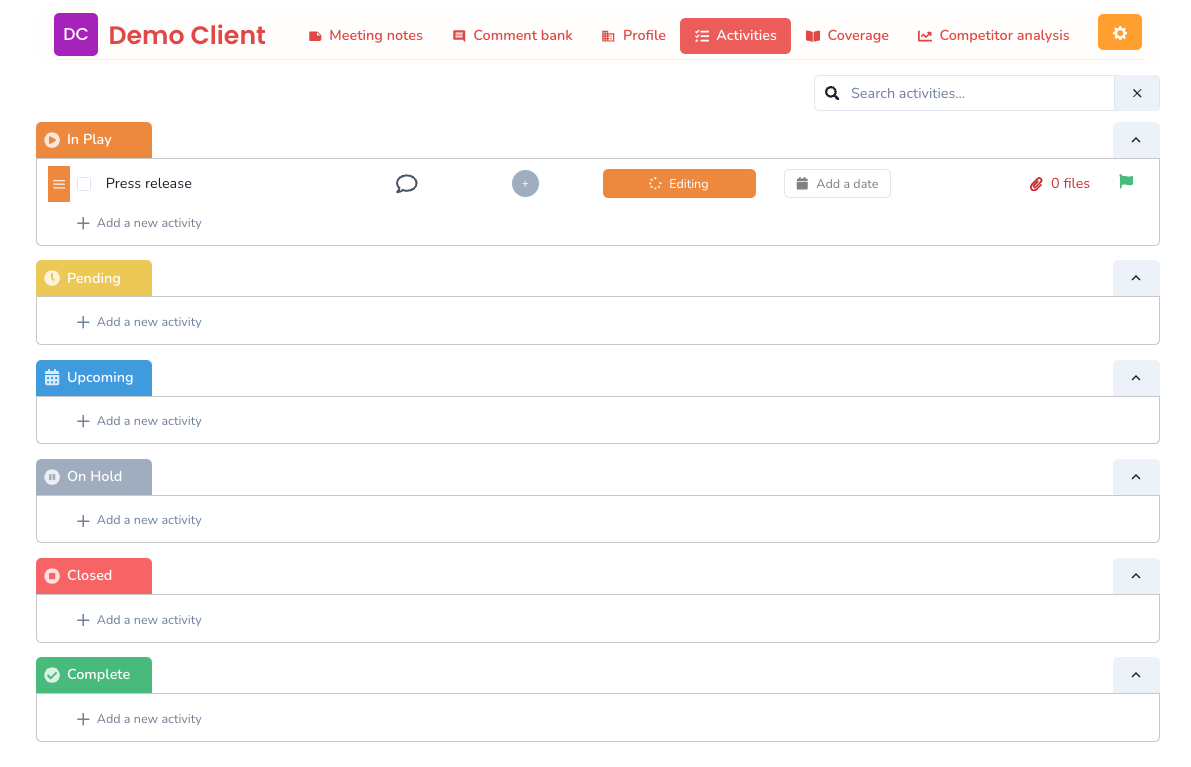 DC Demo Client Meeting notes Comment bank Profile Activities Coverage Competitor analysis
Search activities...
In Play
Press release + Editing Add a date 0 files
Add a new activity
Pending
Add a new activity
Upcoming
Add a new activity
On Hold
Add a new activity
Closed
Add a new activity
Complete
Add a new activity